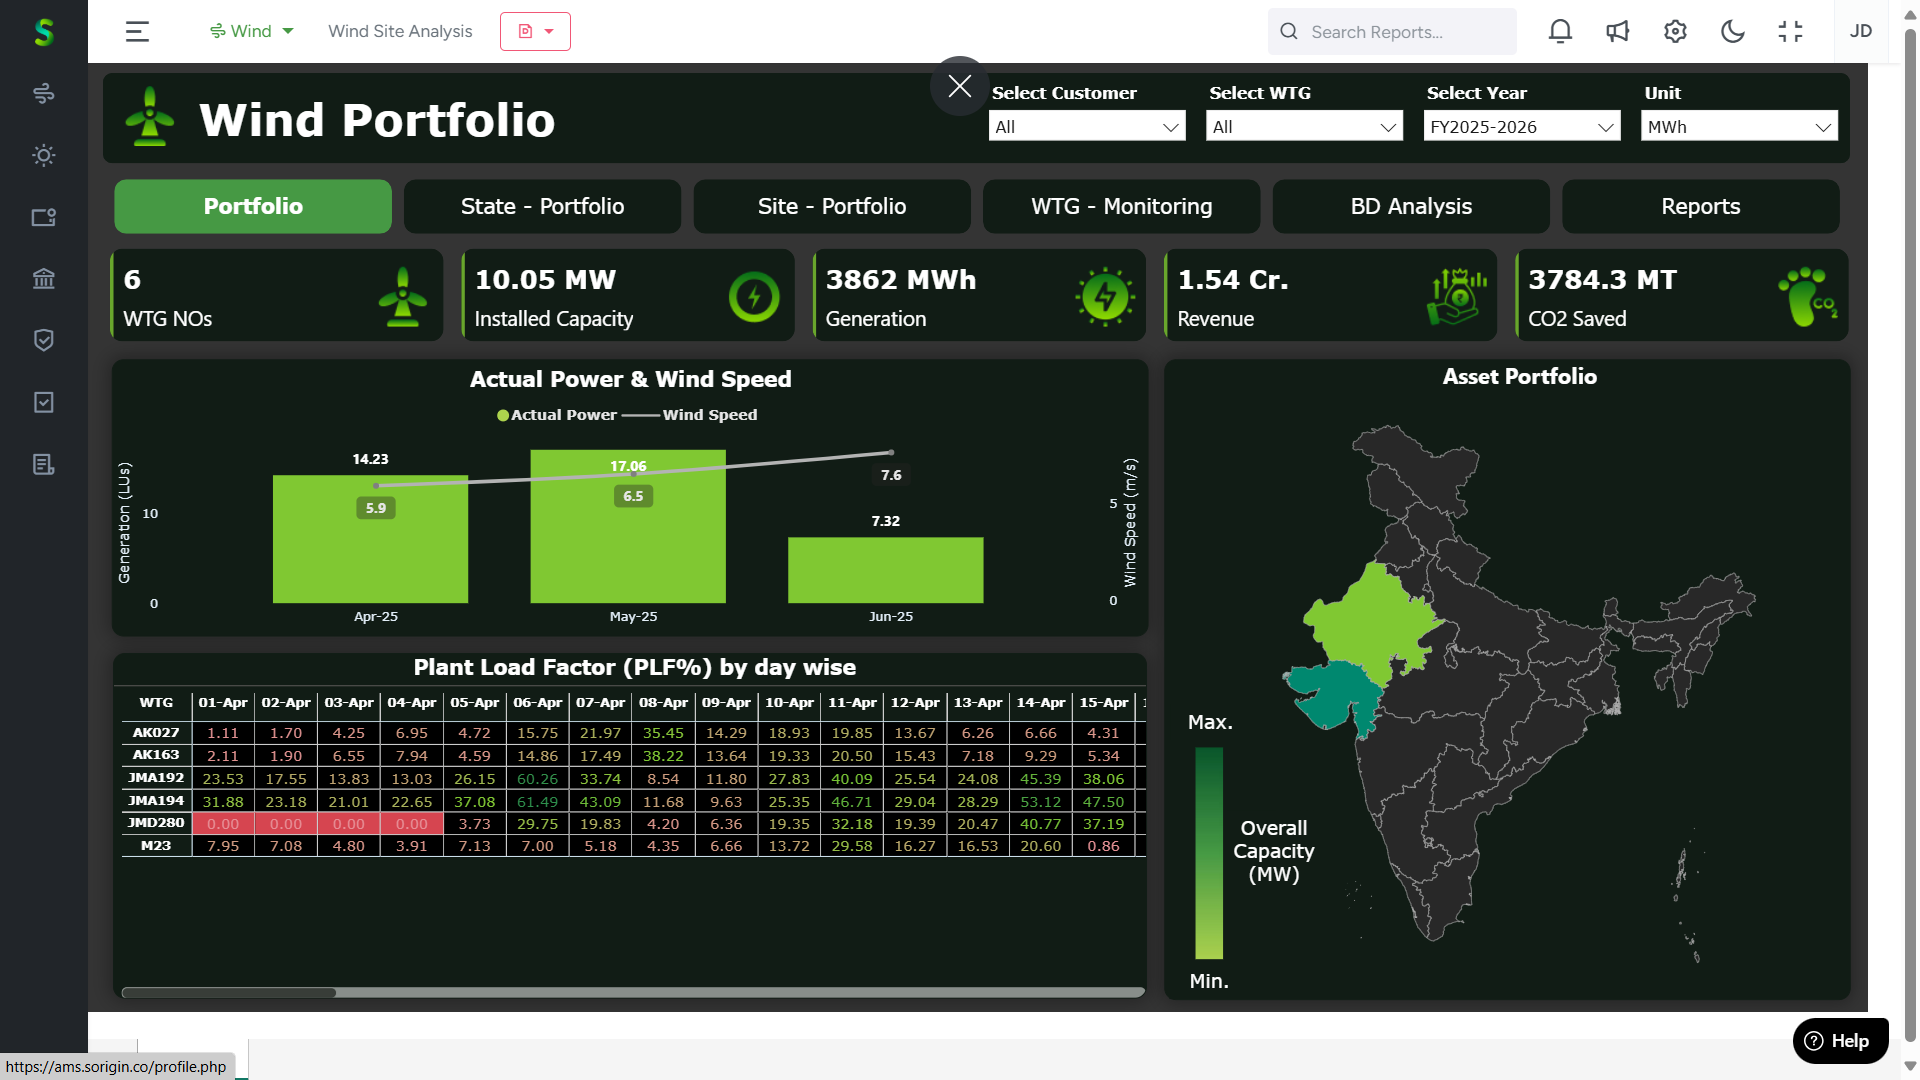 Wind
Wind Site Analysis
Search Reports...
JD
Wind Portfolio
Select Customer
All
Select WTG
All
Select Year
FY2025-2026
Unit
MWh
Portfolio
State - Portfolio
Site - Portfolio
WTG - Monitoring
BD Analysis
Reports
6
WTG NOs
10.05 MW
Installed Capacity
3862 MWh
Generation
1.54 Cr.
Revenue
3784.3 MT
CO2 Saved
CO2
Actual Power & Wind Speed
Actual Power Wind Speed
Generation (LUs)
10
0
14.23
5.9
17.06
6.5
7.6
7.32
Apr-25 May-25 Jun-25
5
0
Wind Speed (m/s)
Plant Load Factor (PLF%) by day wise
WTG 01-Apr 02-Apr 03-Apr 04-Apr 05-Apr 06-Apr 07-Apr 08-Apr 09-Apr 10-Apr 11-Apr 12-Apr 13-Apr 14-Apr 15-Apr
AK027 1.11 1.70 4.25 6.95 4.72 15.75 21.97 35.45 14.29 18.93 19.85 13.67 6.26 6.66 4.31
AK163 2.11 1.90 6.55 7.94 4.59 14.86 17.49 38.22 13.64 19.33 20.50 15.43 7.18 9.29 5.34
JMA192 23.53 17.55 13.83 13.03 26.15 60.26 33.74 8.54 11.80 27.83 40.09 25.54 24.08 45.39 38.06
JMA194 31.88 23.18 21.01 22.65 37.08 61.49 43.09 11.68 9.63 25.35 46.71 29.04 28.29 53.12 47.50
JMD280 0.00 0.00 0.00 0.00 3.73 29.75 19.83 4.20 6.36 19.35 32.18 19.39 20.47 40.77 37.19
M23 7.95 7.08 4.80 3.91 7.13 7.00 5.18 4.35 6.66 13.72 29.58 16.27 16.53 20.60 0.86
Asset Portfolio
Max.
Overall
Capacity
(MW)
Min.
Help
https://ams.sorigin.co/profile.php